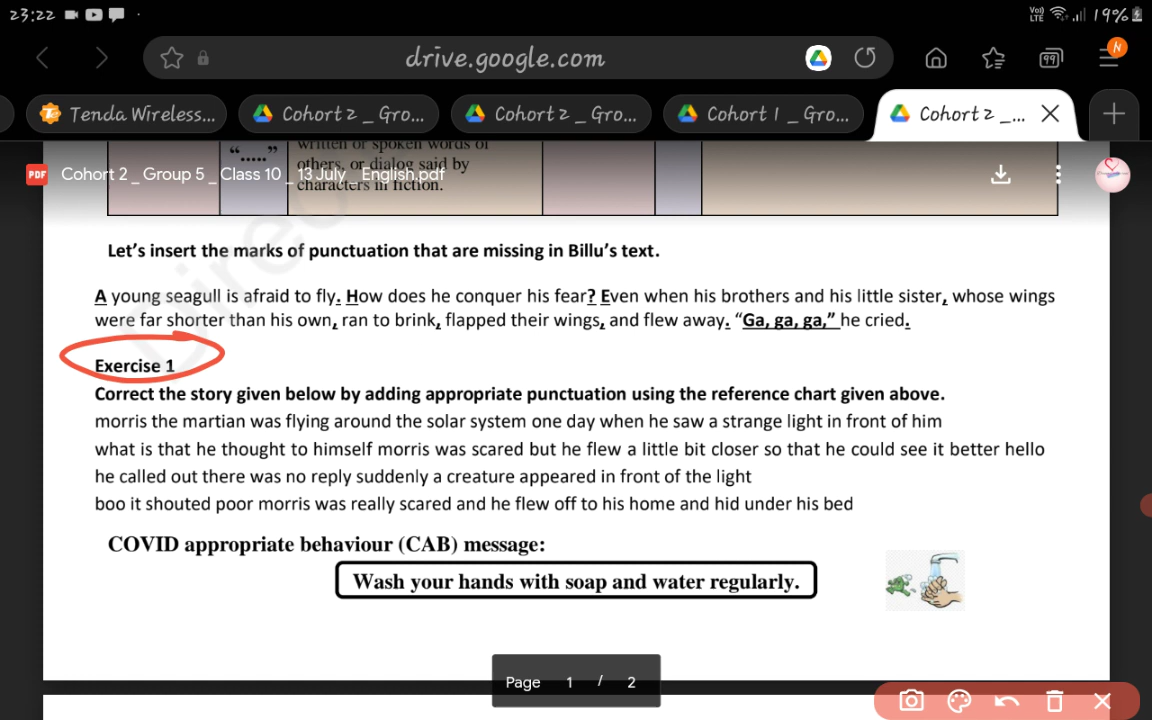 23:22
Vo) LTE 19%
drive.google.com
99
N
Tenda Wireless...
Cohort 2 _ Gro...
Cohort 2 _ Gro...
Cohort 1 _ Gro...
Cohort 2 _...
“.....”
written or spoken words of
others, or dialog said by
characters in fiction.
PDF Cohort 2 _ Group 5 _ Class 10 _ 13 July _ English.pdf
Let’s insert the marks of punctuation that are missing in Billu’s text.
A young seagull is afraid to fly. How does he conquer his fear? Even when his brothers and his little sister, whose wings
were far shorter than his own, ran to brink, flapped their wings, and flew away. “Ga, ga, ga,” he cried.
Exercise 1
Correct the story given below by adding appropriate punctuation using the reference chart given above.
morris the martian was flying around the solar system one day when he saw a strange light in front of him
what is that he thought to himself morris was scared but he flew a little bit closer so that he could see it better hello
he called out there was no reply suddenly a creature appeared in front of the light
boo it shouted poor morris was really scared and he flew off to his home and hid under his bed
COVID appropriate behaviour (CAB) message:
Wash your hands with soap and water regularly.
Page 1 / 2